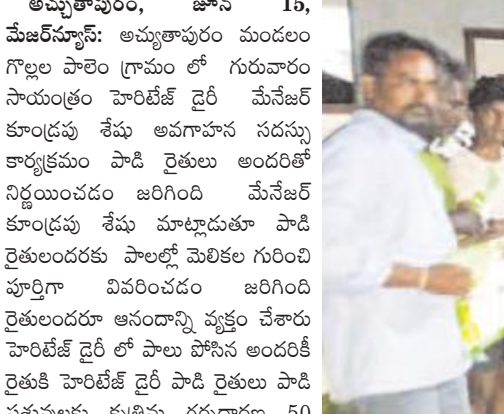 అచ్యుతాపురం, జూన్ 15,
మేజర్‌న్యూస్: అచ్యుతాపురం మండలం
గొల్లల పాలెం గ్రామం లో గురువారం
సాయంత్రం హెరిటేజ్ డైరీ మేనేజర్
కూండ్రపు శేషు అవగాహన సదస్సు
కార్యక్రమం పాడి రైతులు అందరితో
నిర్ణయించడం జరిగింది మేనేజర్
కూండ్రపు శేషు మాట్లాడుతూ పాడి
రైతులందరకు పాలల్లో మెలికల గురించి
పూర్తిగా వివరించడం జరిగింది
రైతులందరూ ఆనందాన్ని వ్యక్తం చేశారు
హెరిటేజ్ డైరీ లో పాలు పోసిన అందరికీ
రైతుకి హెరిటేజ్ డైరీ పాడి రైతులు పాడి